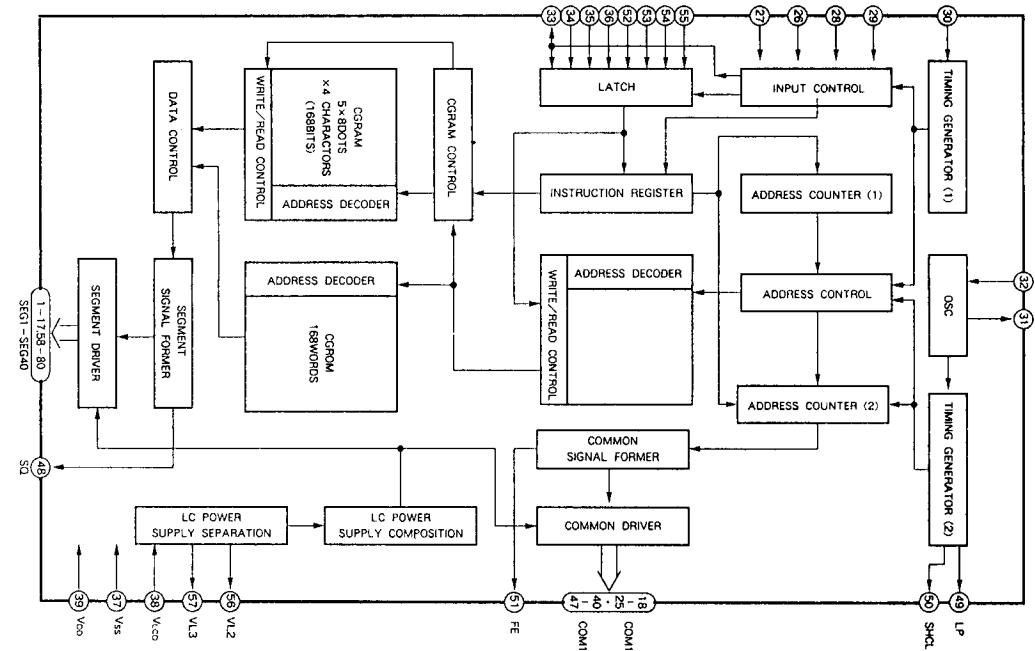 33
34
35
36
52
53
54
55
27
26
28
29
30
LATCH
INPUT CONTROL
TIMING GENERATOR (1)
DATA CONTROL
WRITE/READ CONTROL
CGRAM
5×8DOTS
×4 CHARACTORS
(168BITS)
ADDRESS DECODER
CGRAM CONTROL
INSTRUCTION REGISTER
ADDRESS COUNTER (1)
SEGMENT DRIVER
SEGMENT
SIGNAL FORMER
ADDRESS DECODER
CGROM
168WORDS
WRITE/READ CONTROL
ADDRESS DECODER
ADDRESS CONTROL
OSC
32
31
1-17.58-80
SEG1-SEG40
ADDRESS COUNTER (2)
TIMING GENERATOR (2)
COMMON
SIGNAL FORMER
48
SQ
LC POWER
SUPPLY SEPARATION
LC POWER
SUPPLY COMPOSITION
COMMON DRIVER
39
37
38
57
56
51
47
40
25
18
50
49
VDD
VSS
VLCD
VL3
VL2
FE
COM1
COM1
SHCL
LP